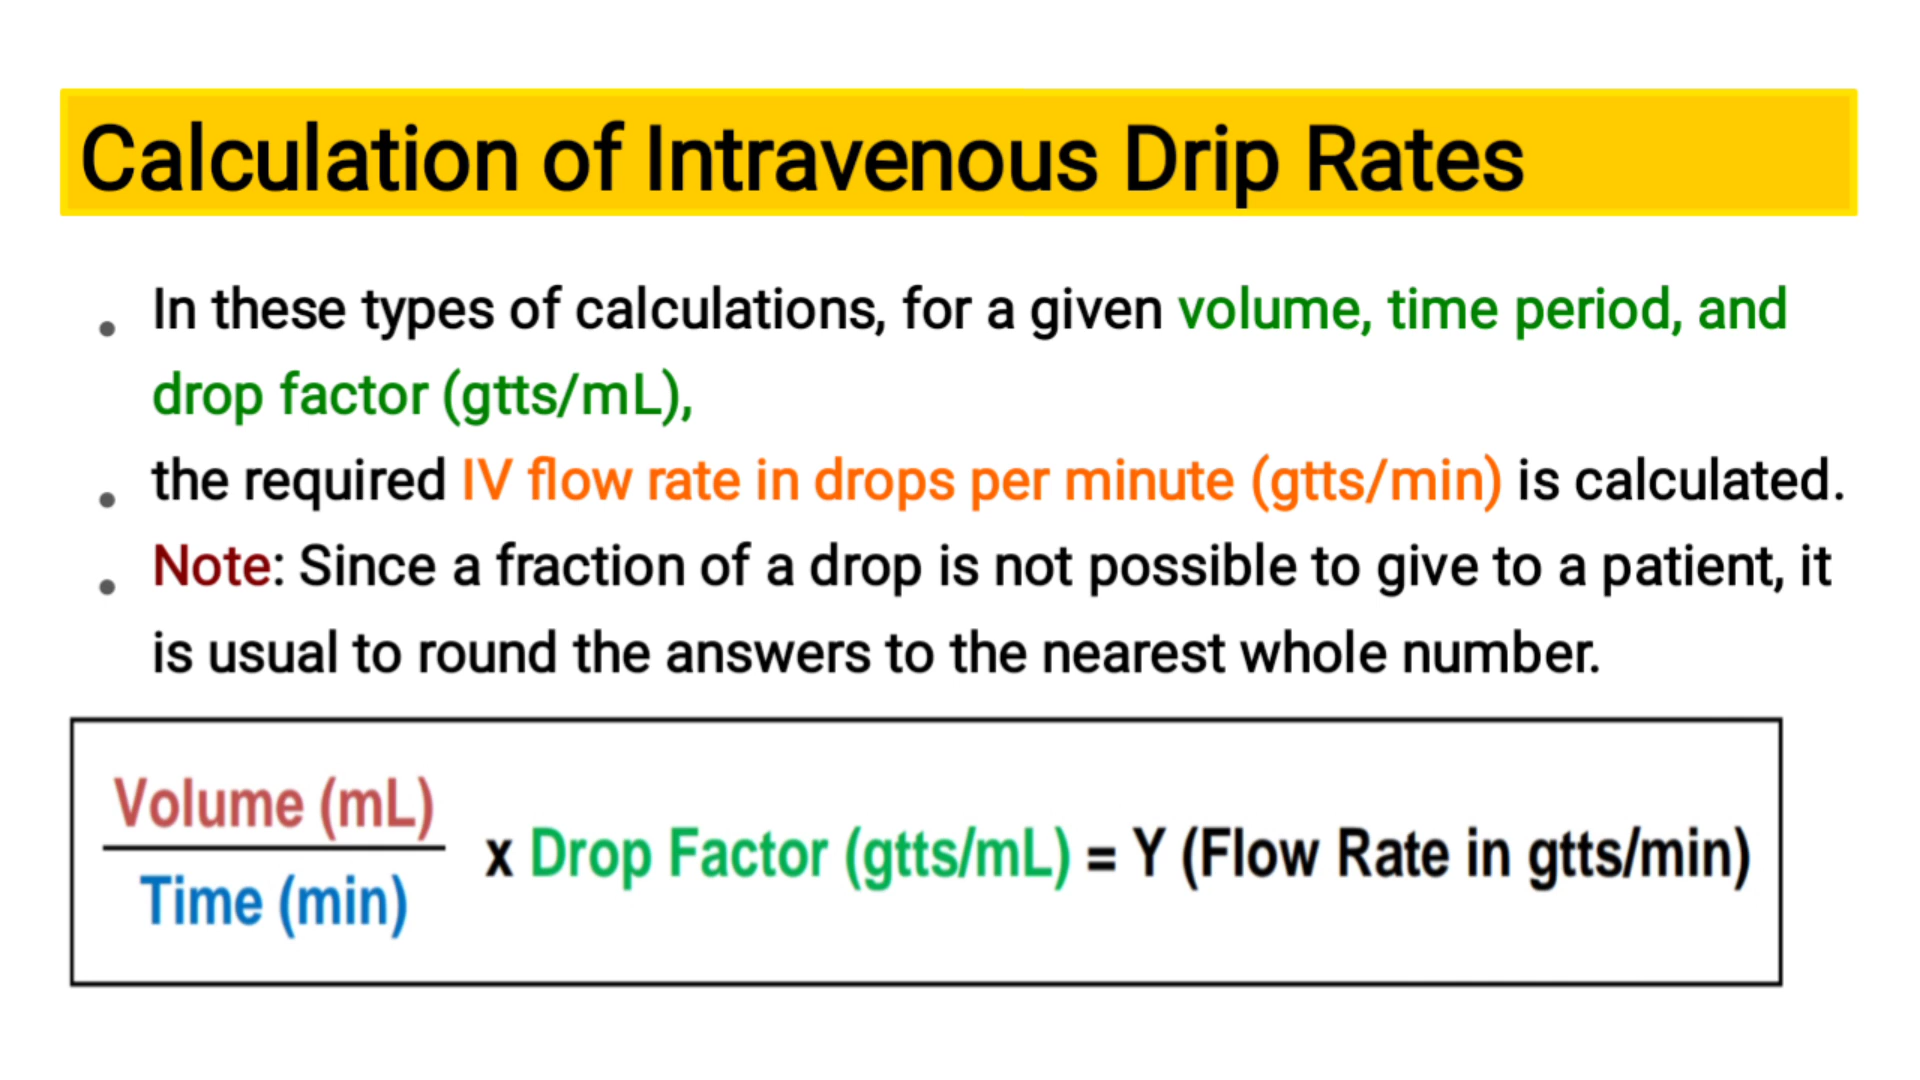 Calculation of Intravenous Drip Rates
• In these types of calculations, for a given volume, time period, and
drop factor (gtts/mL),
• the required IV flow rate in drops per minute (gtts/min) is calculated.
• Note: Since a fraction of a drop is not possible to give to a patient, it
is usual to round the answers to the nearest whole number.
Volume (mL)
Time (min)
x Drop Factor (gtts/mL) = Y (Flow Rate in gtts/min)